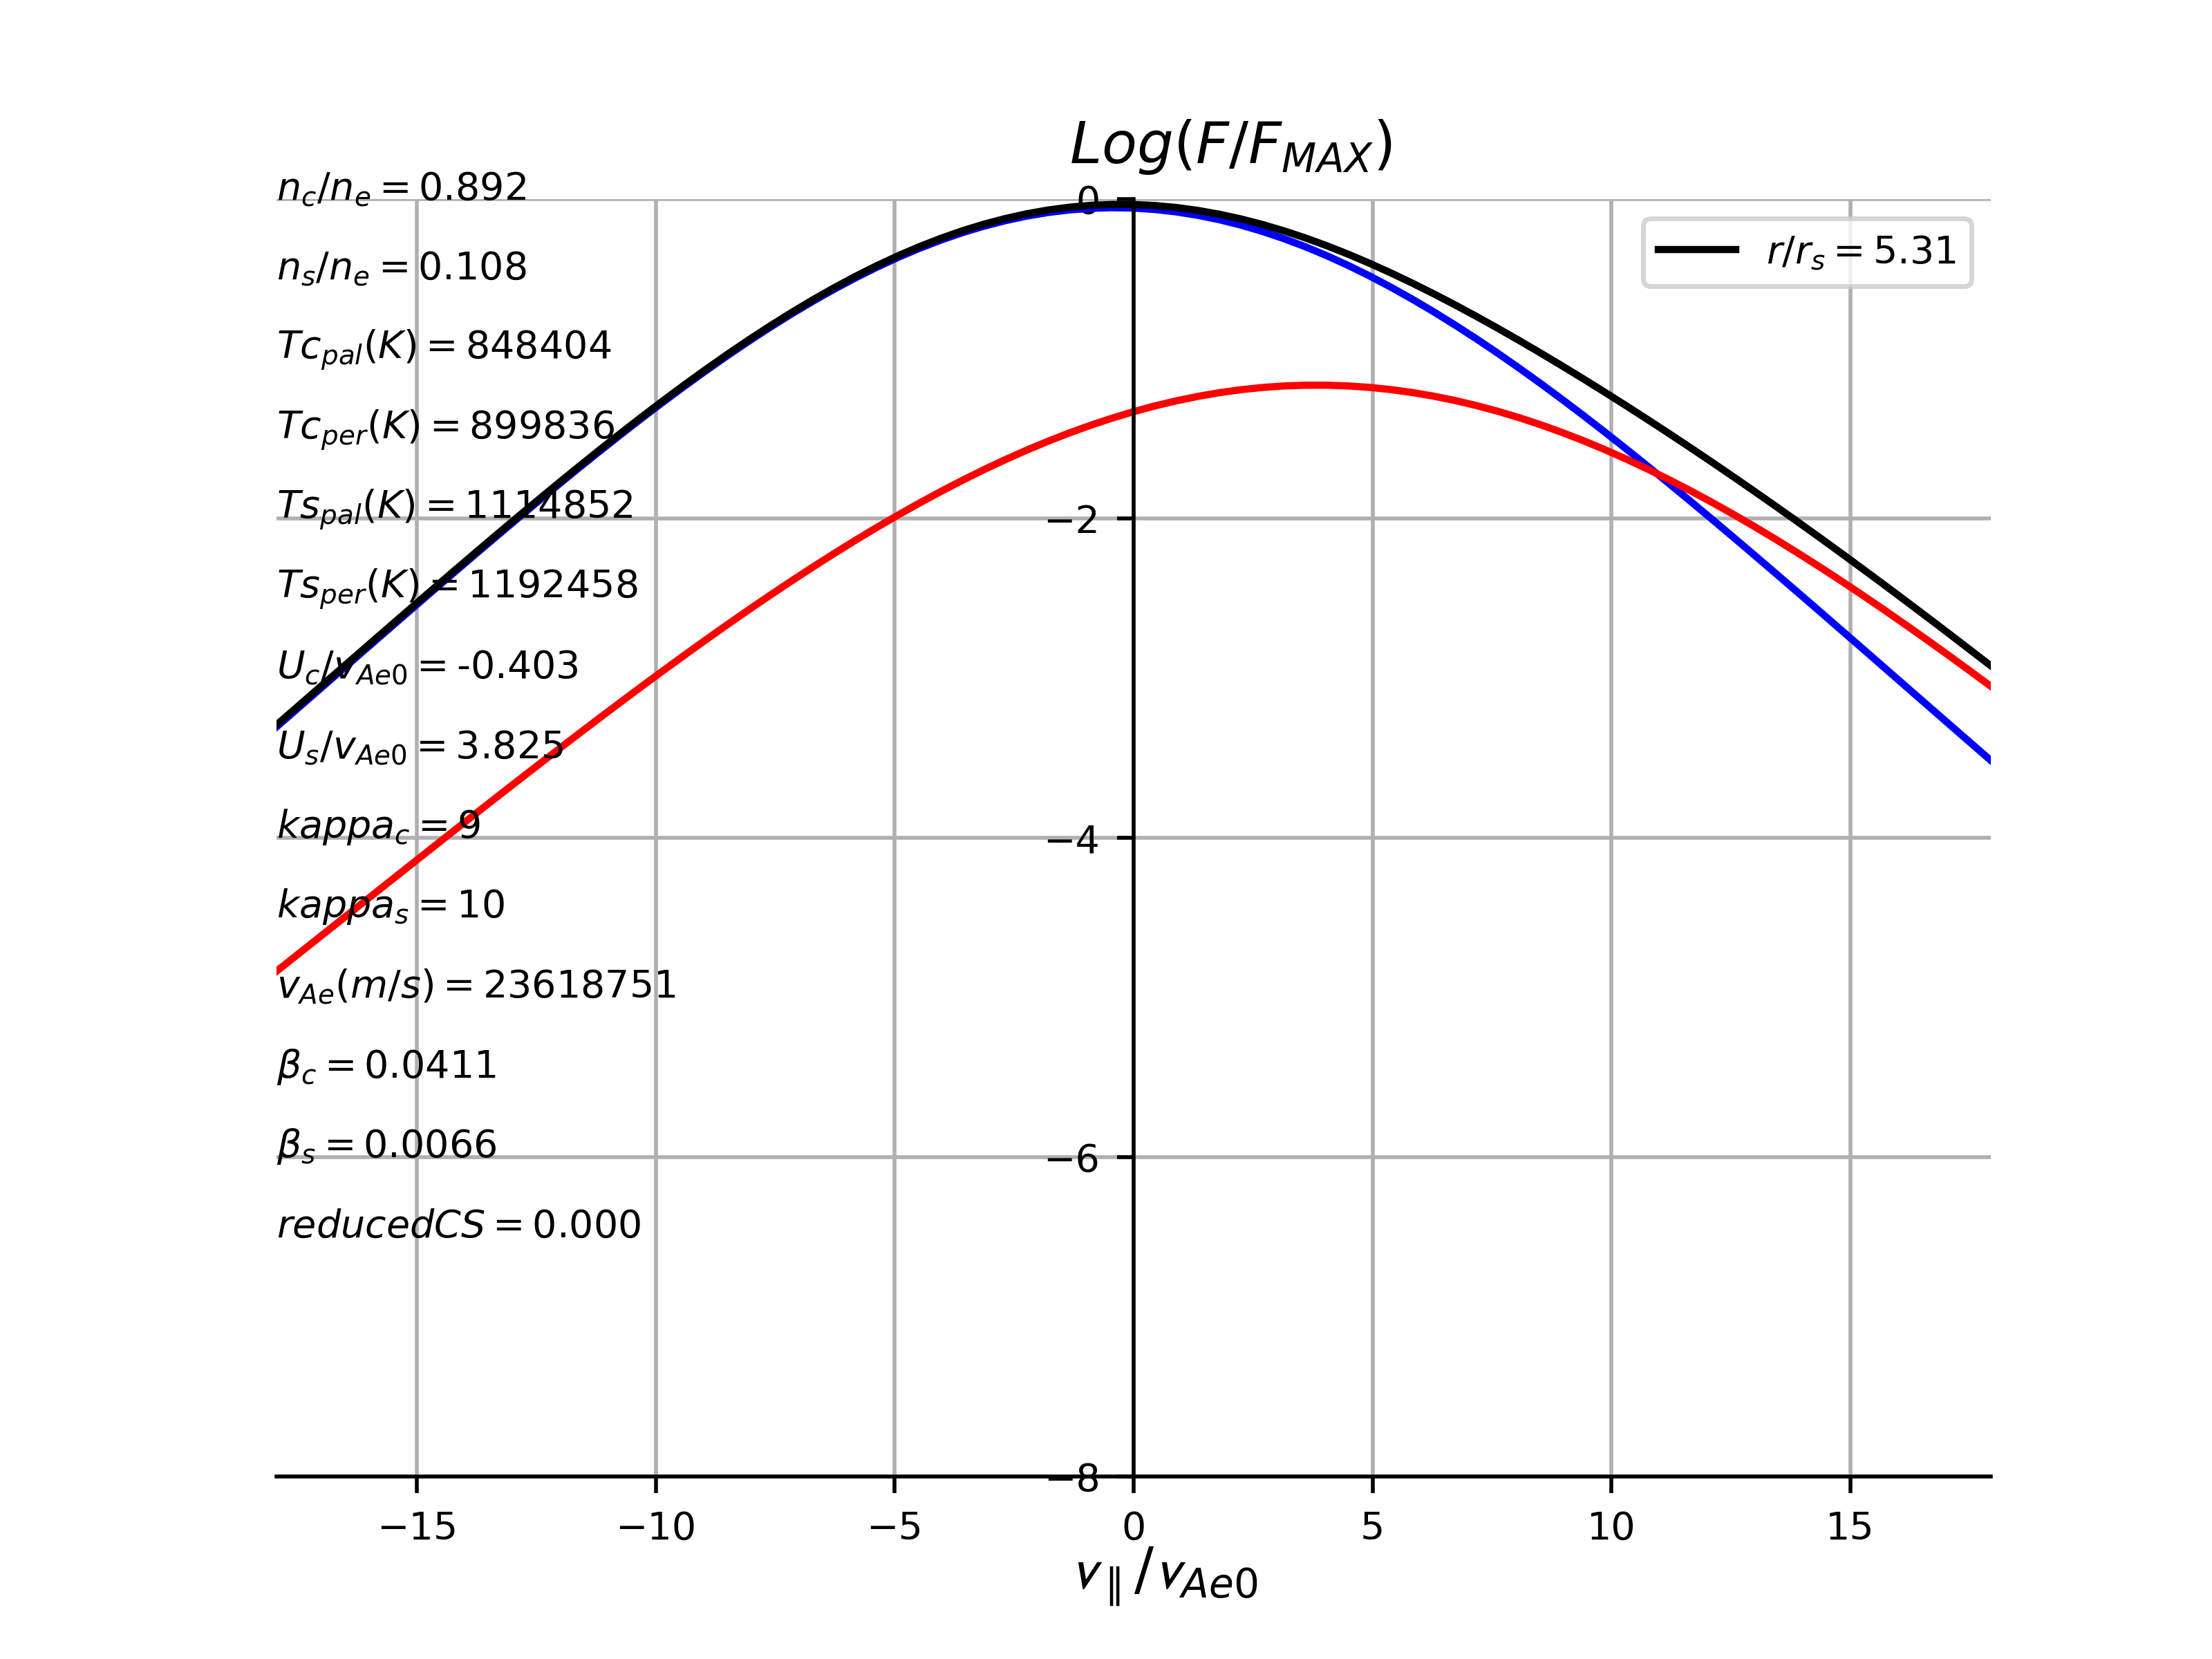 Log(F/F_MAX)
n_c/n_e = 0.892
n_s/n_e = 0.108
Tc_pal(K) = 848404
Tc_per(K) = 899836
Ts_pal(K) = 1114852
Ts_per(K) = 1192458
U_c/v_Ae0 = -0.403
U_s/v_Ae0 = 3.825
kappa_c = 9
kappa_s = 10
v_Ae(m/s) = 23618751
β_c = 0.0411
β_s = 0.0066
reducedCS = 0.000
r/r_s = 5.31
0
−2
−4
−6
−8
−15 −10 −5 0 5 10 15
v_∥/v_Ae0